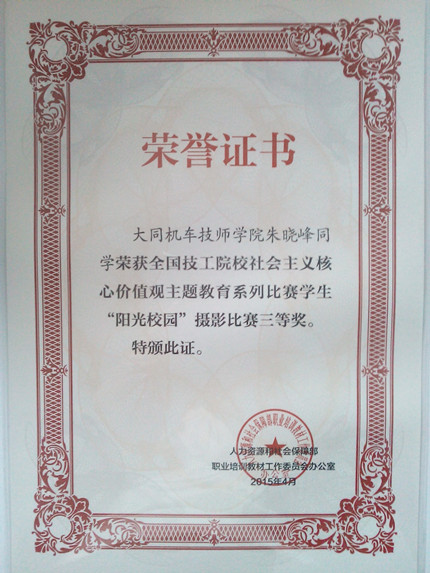 荣誉证书
大同机车技师学院朱晓峰同
学荣获全国技工院校社会主义核
心价值观主题教育系列比赛学生
“阳光校园”摄影比赛三等奖。
特颁此证。
人力资源和社会保障部
职业培训教材工作委员会办公室
2015年4月